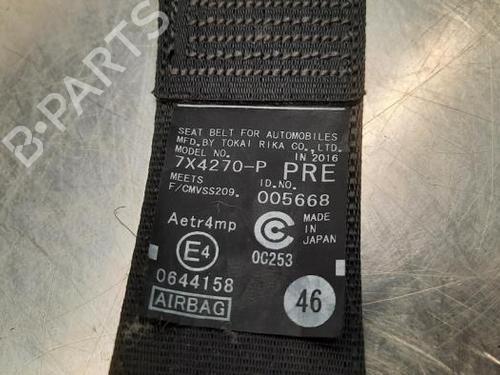 B-PARTS
SEAT BELT FOR AUTOMOBILES
MFD.BY TOKAI RIKA CO.,LTD.
MODEL NO. IN 2016
7X4270-P PRE
MEETS ID.NO.
F/CMVSS209. 005668
Aetr4mp
E4
C
MADE
IN
JAPAN
0C253
0644158
46
AIRBAG